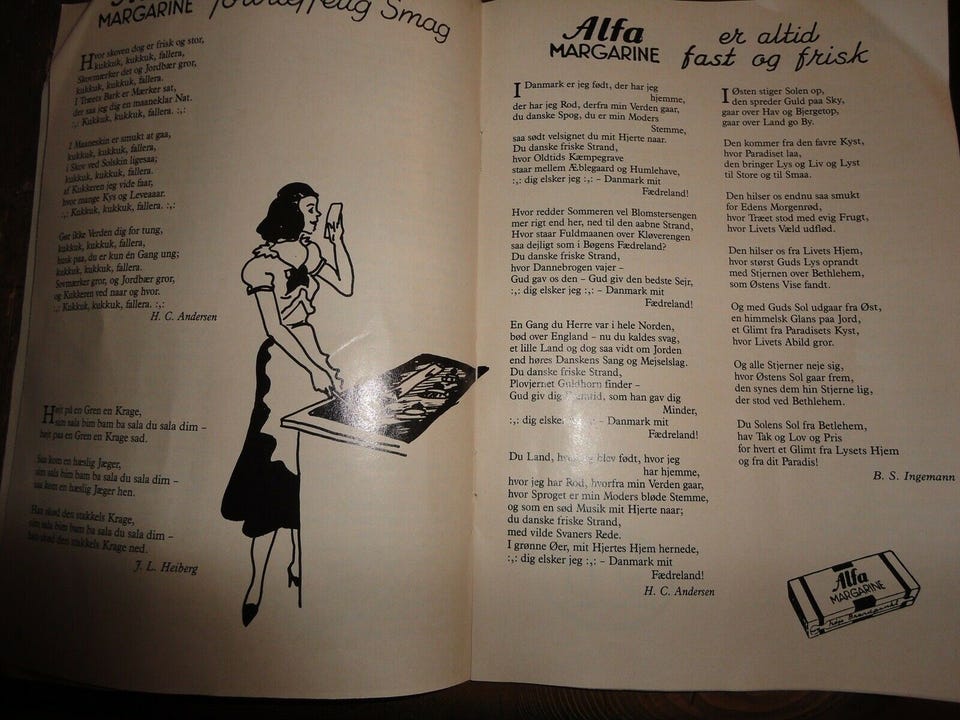 MARGARINE
Smag
Hvor skoven dog er frisk og stor,
kukkuk, kukkuk, fallera,
Skovmærker det og Jordbær gror,
kukkuk, kukkuk, fallera.
I Træets Bark er Mærker sat,
der saa jeg dig en maaneklar Nat.
:,: Kukkuk, kukkuk, fallera. :,:
I Maaneskin er smukt at gaa,
kukkuk, kukkuk, fallera,
i Skov ved Solskin ligesaa;
kukkuk, kukkuk, fallera.
af Kukkeren jeg vide faar,
hvor mange Kys og Leveaaar.
:,: Kukkuk, kukkuk, fallera. :,:
Gør ikke Verden dig for tung,
kukkuk, kukkuk, fallera,
husk paa, du er kun én Gang ung;
kukkuk, kukkuk, fallera.
Skovmærker gror, og Jordbær gror,
og Kukkeren ved naar og hvor.
:,: Kukkuk, kukkuk, fallera. :,:
H. C. Andersen
Højt på en Gren en Krage,
sim sala bim bam ba sala du sala dim –
højt paa en Gren en Krage sad.
Saa kom en hæslig Jæger,
sim sala bim bam ba sala du sala dim –
saa kom en hæslig Jæger hen.
Han skød den stakkels Krage,
sim sala bim bam ba sala du sala dim –
han skød den stakkels Krage ned.
J. L. Heiberg
Alfa
MARGARINE
er altid
fast og frisk
I Danmark er jeg født, der har jeg
hjemme,
der har jeg Rod, derfra min Verden gaar,
du danske Sprog, du er min Moders
Stemme,
saa sødt velsignet du mit Hjerte naar.
Du danske friske Strand,
hvor Oldtids Kæmpegrave
staar mellem Æblegaard og Humlehave,
:,: dig elsker jeg :,: – Danmark mit
Fædreland!
Hvor redder Sommeren vel Blomstersengen
mer rigt end her, ned til den aabne Strand,
Hvor staar Fuldmaanen over Kløverengen
saa dejligt som i Bøgens Fædreland?
Du danske friske Strand,
hvor Dannebrogen vajer –
Gud gav os den – Gud giv den bedste Sejr,
:,: dig elsker jeg :,: – Danmark mit
Fædreland!
En Gang du Herre var i hele Norden,
bød over England – nu du kaldes svag,
et lille Land og dog saa vidt om Jorden
end høres Danskens Sang og Mejselslag.
Du danske friske Strand,
Plovjernet Guldhorn finder –
Gud giv dig Fremtid, som han gav dig
Minder,
:,: dig elsker – Danmark mit
Fædreland!
Du Land, hvor jeg blev født, hvor jeg
har hjemme,
hvor jeg har Rod, hvorfra min Verden gaar,
hvor Sproget er min Moders bløde Stemme,
og som en sød Musik mit Hjerte naar;
du danske friske Strand,
med vilde Svaners Rede.
I grønne Øer, mit Hjertes Hjem hernede,
:,: dig elsker jeg :,: – Danmark mit
Fædreland!
H. C. Andersen
I Østen stiger Solen op,
den spreder Guld paa Sky,
gaar over Hav og Bjergetop,
gaar over Land go By.
Den kommer fra den favre Kyst,
hvor Paradiset laa,
den bringer Lys og Liv og Lyst
til Store og til Smaa.
Den hilser os endnu saa smukt
for Edens Morgenrød,
hvor Træet stod med evig Frugt,
hvor Livets Væld udflød.
Den hilser os fra Livets Hjem,
hvor størst Guds Lys oprandt
med Stjernen over Bethlehem,
som Østens Vise fandt.
Og med Guds Sol udgaar fra Øst,
en himmelsk Glans paa Jord,
et Glimt fra Paradisets Kyst,
hvor Livets Abild gror.
Og alle Stjerner neje sig,
hvor Østens Sol gaar frem,
den synes dem hin Stjerne lig,
der stod ved Bethlehem.
Du Solens Sol fra Bethlehem,
hav Tak og Lov og Pris
for hvert et Glimt fra Lysets Hjem
og fra dit Paradis!
B. S. Ingemann
Alfa
MARGARINE